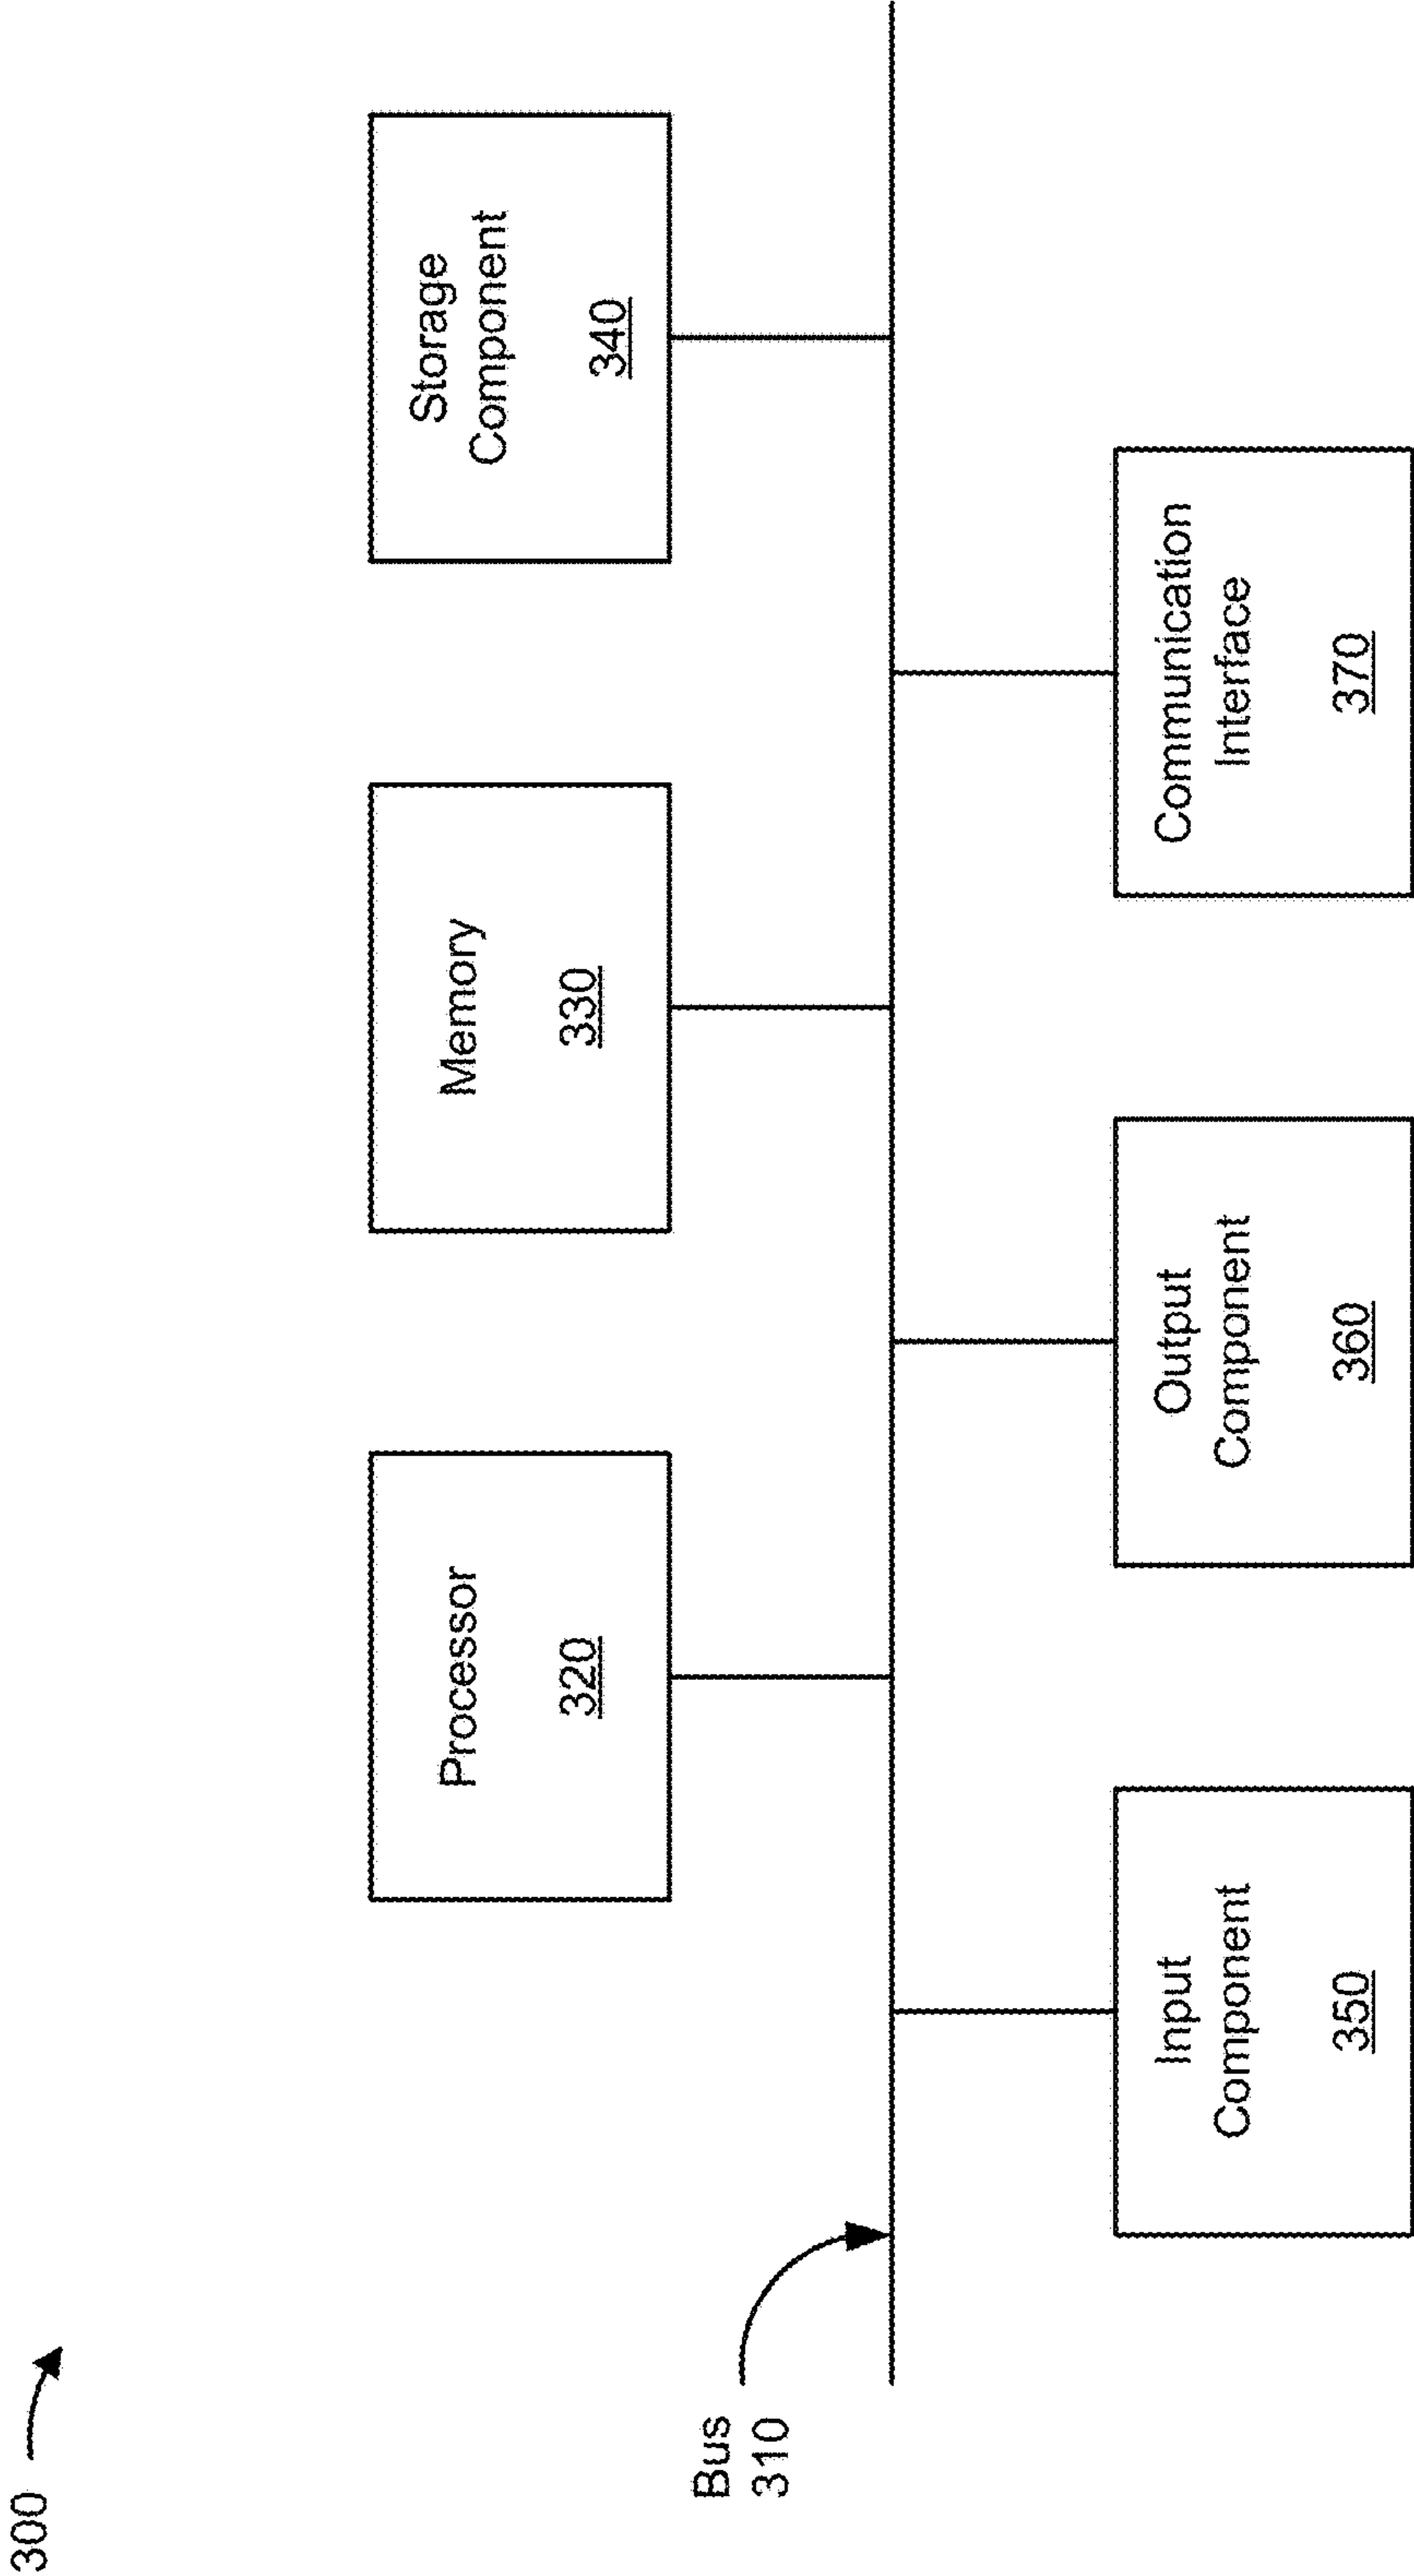 300
Processor
320
Memory
330
Storage
Component
340
Bus
310
Input
Component
350
Output
Component
360
Communication
Interface
370